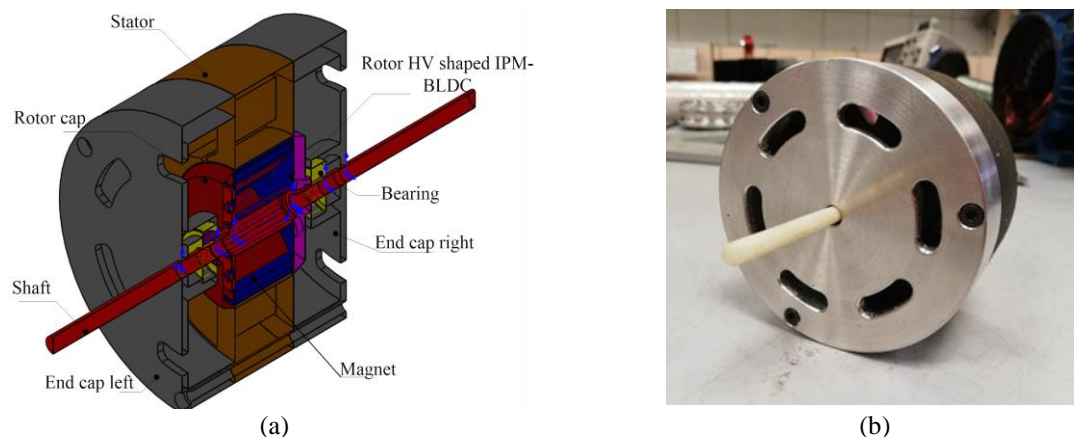 Stator
Rotor HV shaped IPM-
BLDC
Rotor cap
Bearing
End cap right
Shaft
Magnet
End cap left
(a)
(b)